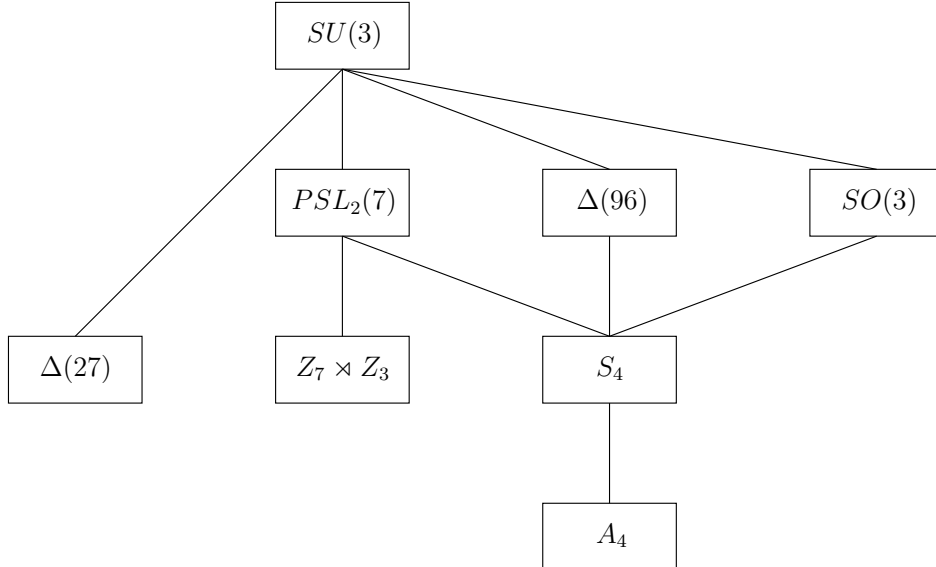 SU(3)
PSL₂(7) Δ(96) SO(3)
Δ(27) Z₇ ⋊ Z₃ S₄
A₄